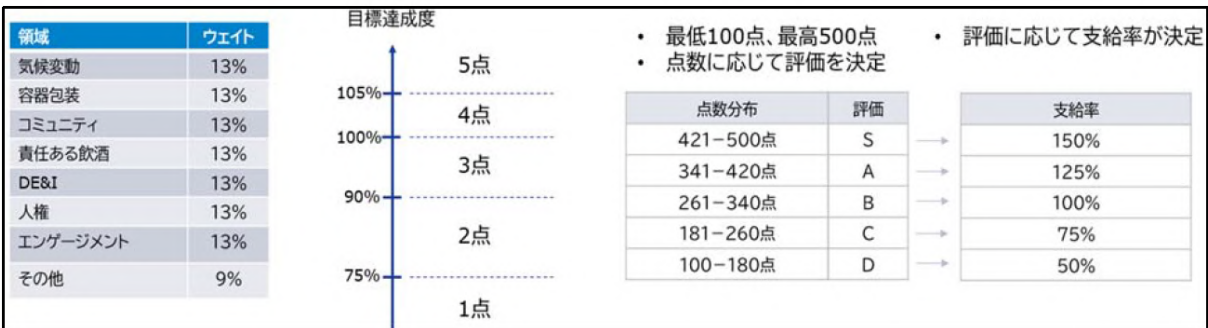 領域 ウェイト
気候変動 13%
容器包装 13%
コミュニティ 13%
責任ある飲酒 13%
DE&I 13%
人権 13%
エンゲージメント 13%
その他 9%
目標達成度
5点
105%
4点
100%
3点
90%
2点
75%
1点
• 最低100点、最高500点
• 点数に応じて評価を決定
点数分布 評価
421−500点 S
341−420点 A
261−340点 B
181−260点 C
100−180点 D
• 評価に応じて支給率が決定
支給率
150%
125%
100%
75%
50%